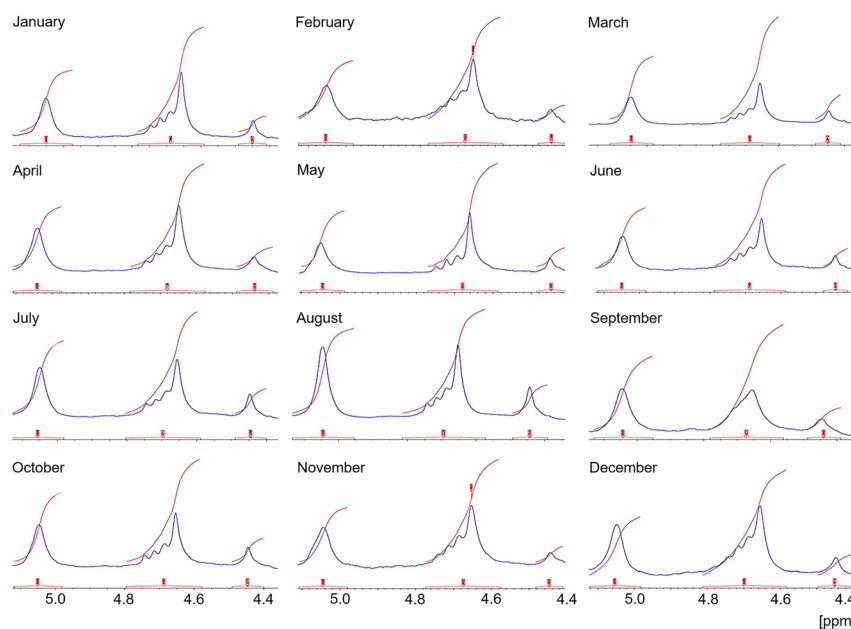 January February March
April May June
July August September
October November December
5.0 4.8 4.6 4.4 5.0 4.8 4.6 4.4 5.0 4.8 4.6 4.4
[ppm